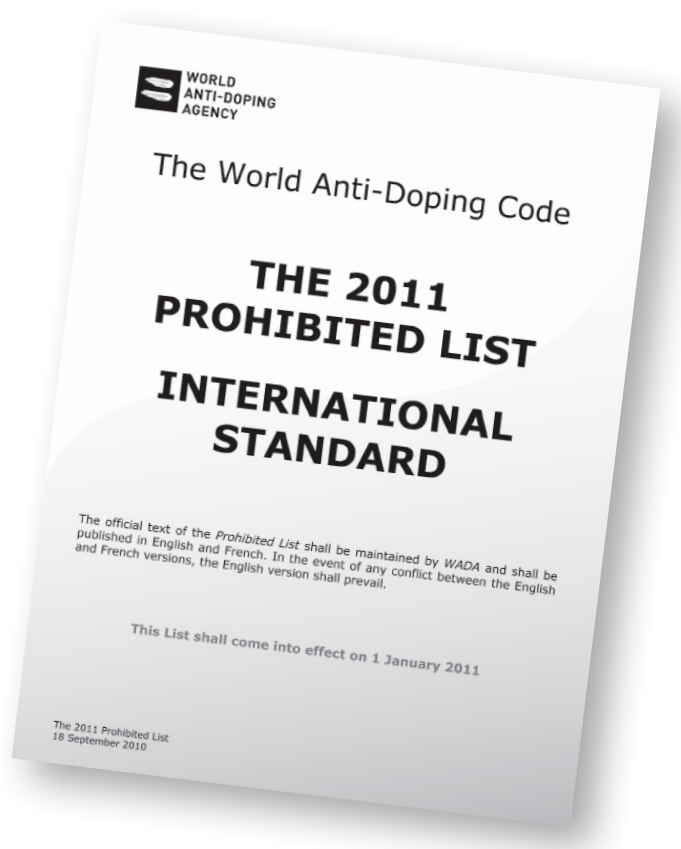 WORLD
ANTI-DOPING
AGENCY
The World Anti-Doping Code
THE 2011
PROHIBITED LIST
INTERNATIONAL
STANDARD
The official text of the Prohibited List shall be maintained by WADA and shall be
published in English and French. In the event of any conflict between the English
and French versions, the English version shall prevail.
This List shall come into effect on 1 January 2011
The 2011 Prohibited List
18 September 2010